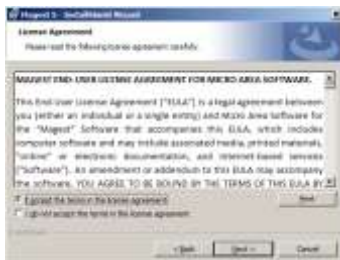 Magest 5 - InstallShield Wizard
License Agreement
Please read the following license agreement carefully.
MAGEST END-USER LICENSE AGREEMENT FOR MICRO AREA SOFTWARE.
This End-User License Agreement ("EULA") is a legal agreement between
you (either an individual or a single entity) and Micro Area Software for
the "Magest" Software that accompanies this EULA, which includes
computer software and may include associated media, printed materials,
"online" or electronic documentation, and Internet-based services
("Software"). An amendment or addendum to this EULA may accompany
the software. YOU AGREE TO BE BOUND BY THE TERMS OF THIS EULA BY
I accept the terms in the license agreement
I do not accept the terms in the license agreement
Print
< Back
Next >
Cancel